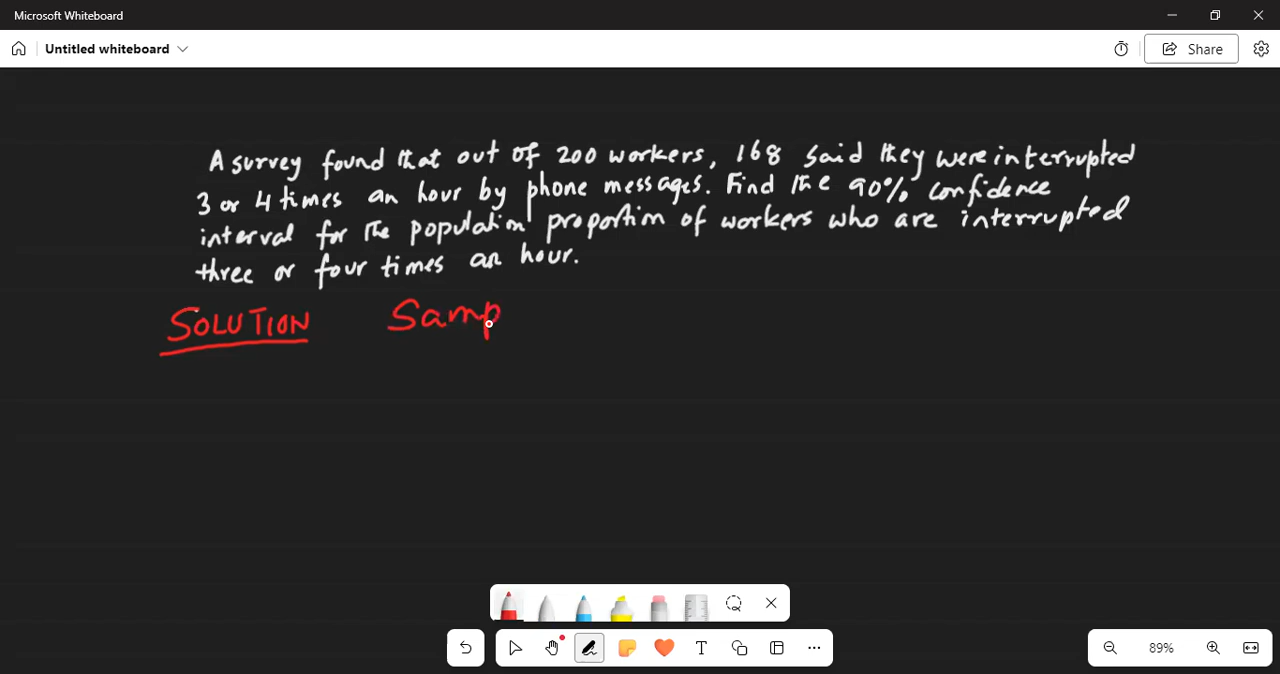 Microsoft Whiteboard
Untitled whiteboard
Share
A survey found that out of 200 workers, 168 said they were interrupted
3 or 4 times an hour by phone messages. Find the 90% confidence
interval for the population proportion of workers who are interrupted
three or four times an hour.
SOLUTION Samp
89%